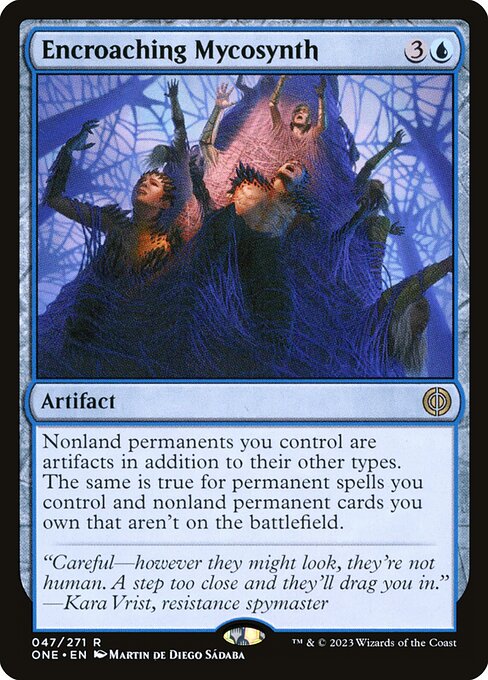 Encroaching Mycosynth 3
Artifact
Nonland permanents you control are
artifacts in addition to their other types.
The same is true for permanent spells you
control and nonland permanent cards you
own that aren't on the battlefield.
“Careful—however they might look, they're not
human. A step too close and they'll drag you in.”
—Kara Vrist, resistance spymaster
047/271 R
ONE • EN Martin de Diego Sádaba
™ & © 2023 Wizards of the Coast